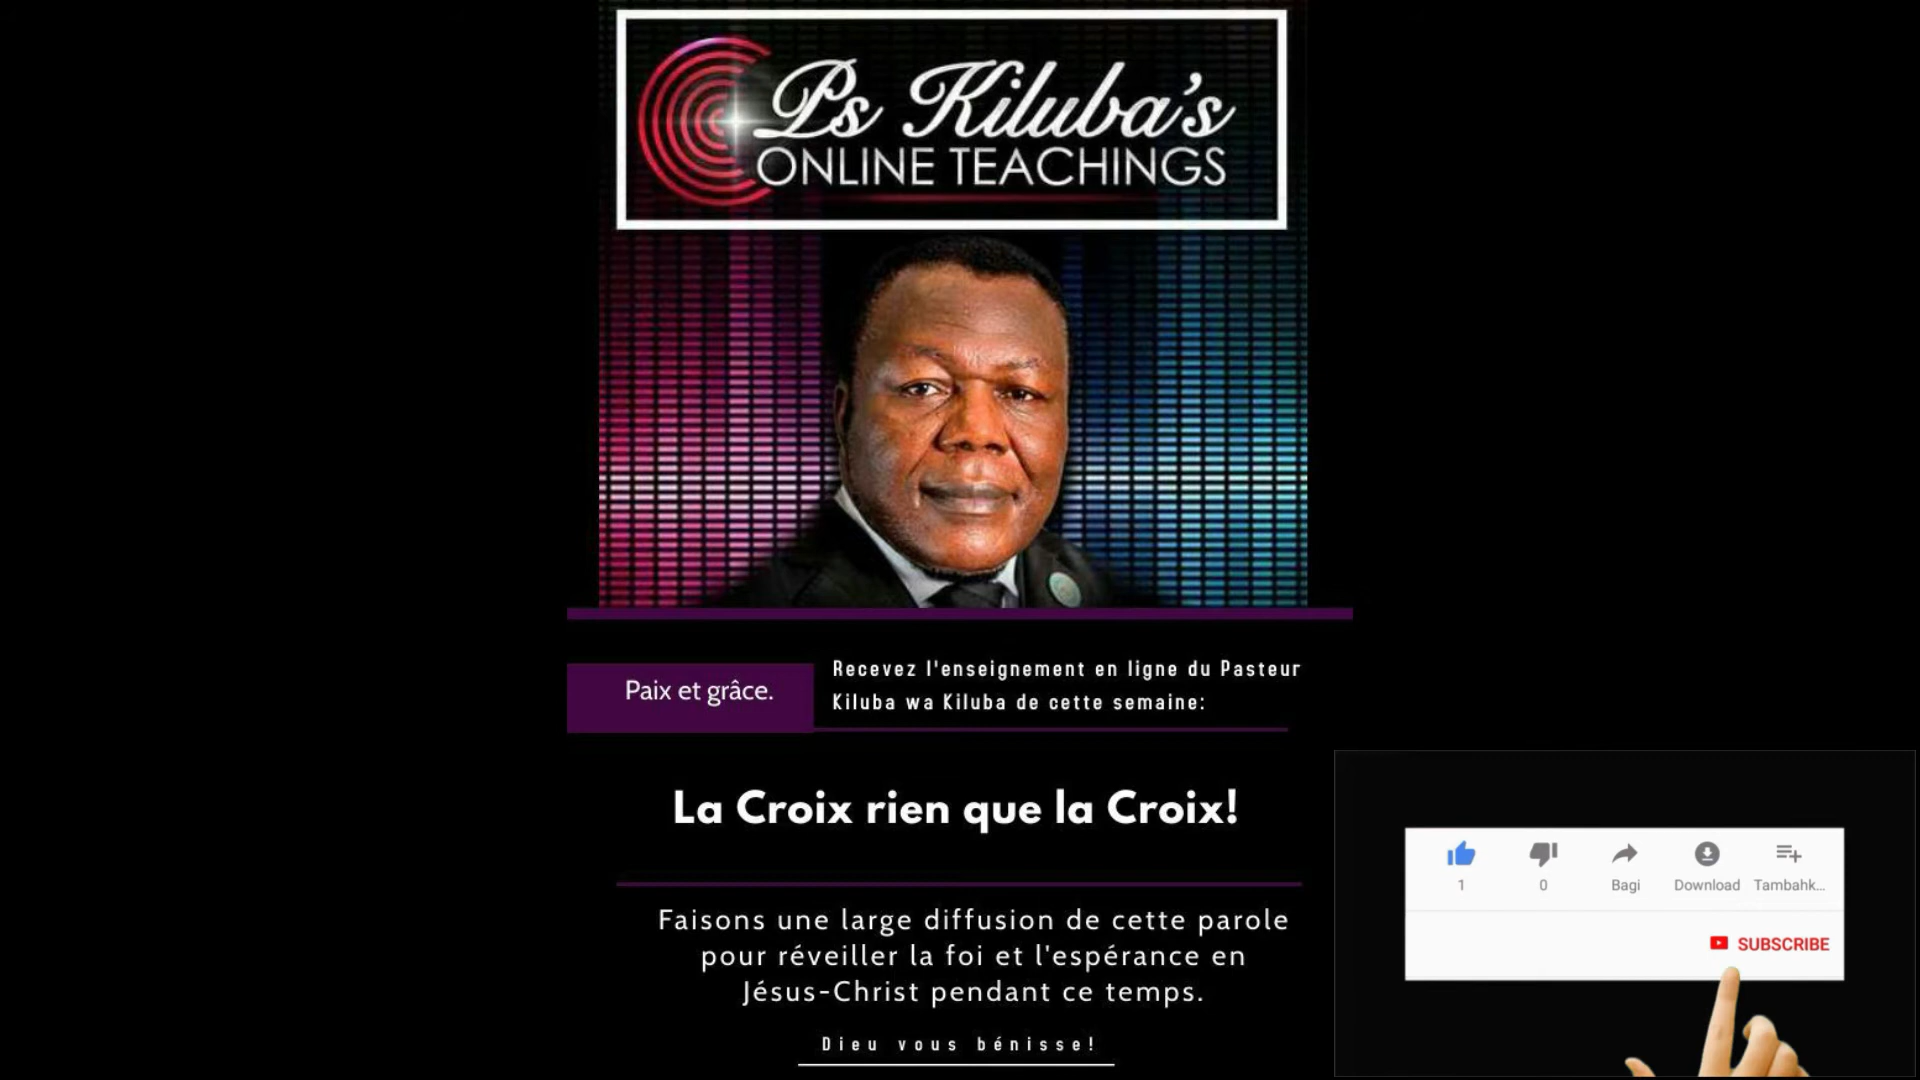 Ps Kiluba's
ONLINE TEACHINGS
Paix et grâce.
Recevez l'enseignement en ligne du Pasteur
Kiluba wa Kiluba de cette semaine:
La Croix rien que la Croix!
Faisons une large diffusion de cette parole
pour réveiller la foi et l'espérance en
Jésus-Christ pendant ce temps.
Dieu vous bénisse!
1 0 Bagi Download Tambahk...
SUBSCRIBE